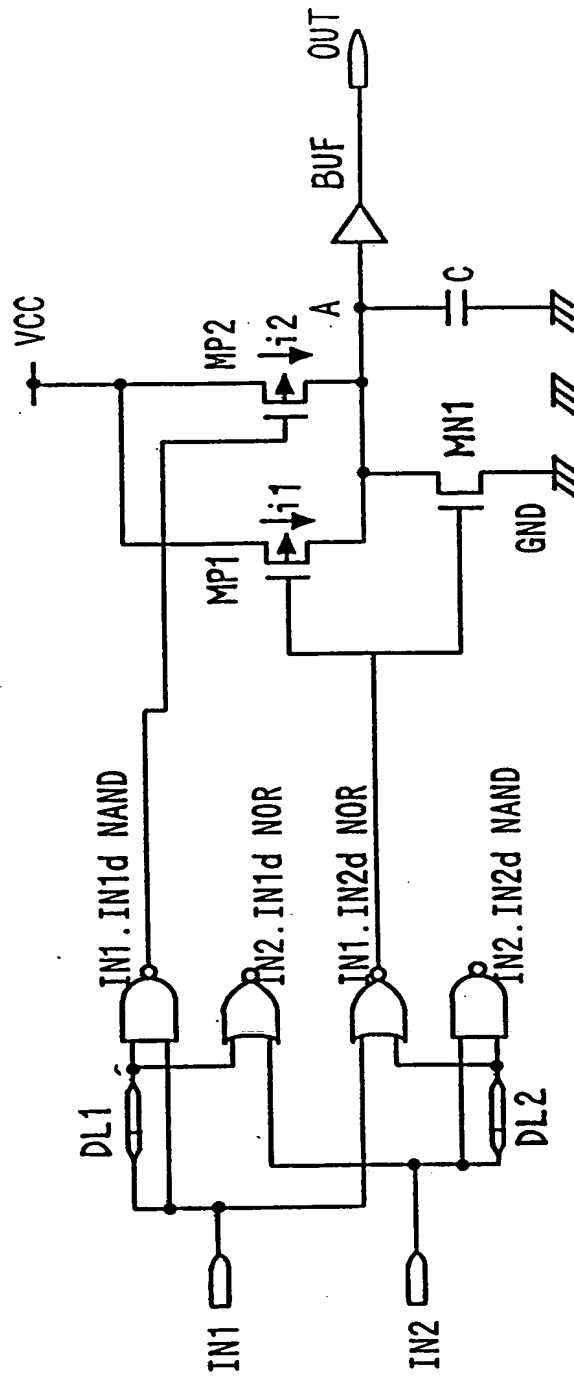 VCC
MP2
i2
MP1
i1
A
BUF
OUT
C
MN1
GND
IN1.IN1d NAND
IN2.IN1d NOR
IN1.IN2d NOR
IN2.IN2d NAND
DL1
DL2
IN1
IN2